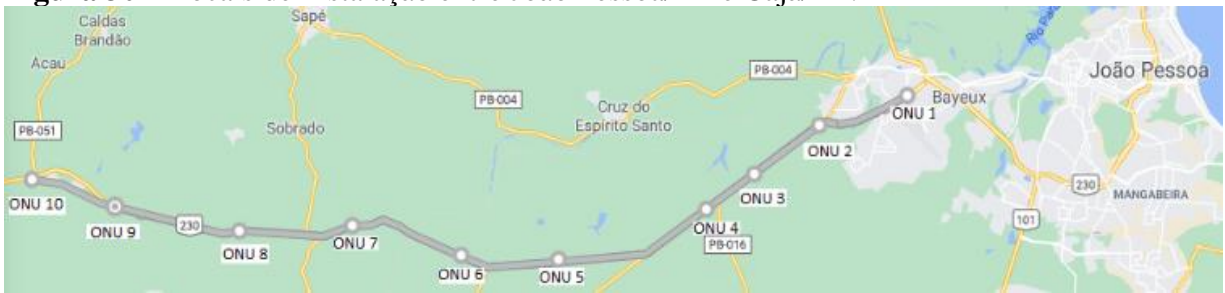 Sapé
Caldas
Brandão
Acaú
PB-004
João Pessoa
PB-004
Bayeux
Cruz do
Espírito Santo
ONU 1
PB-051
Sobrado
ONU 2
230
MANGABEIRA
ONU 3
ONU 10
101
ONU 9
230
ONU 4
ONU 7
PB-016
ONU 8
ONU 6
ONU 5